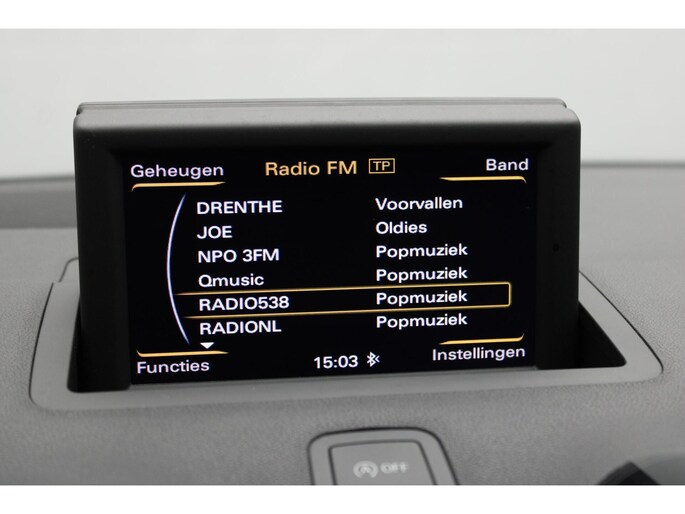 Geheugen Radio FM TP Band
DRENTHE Voorvallen
JOE Oldies
NPO 3FM Popmuziek
Qmusic Popmuziek
RADIO538 Popmuziek
RADIONL Popmuziek
Functies 15:03 Instellingen
OFF